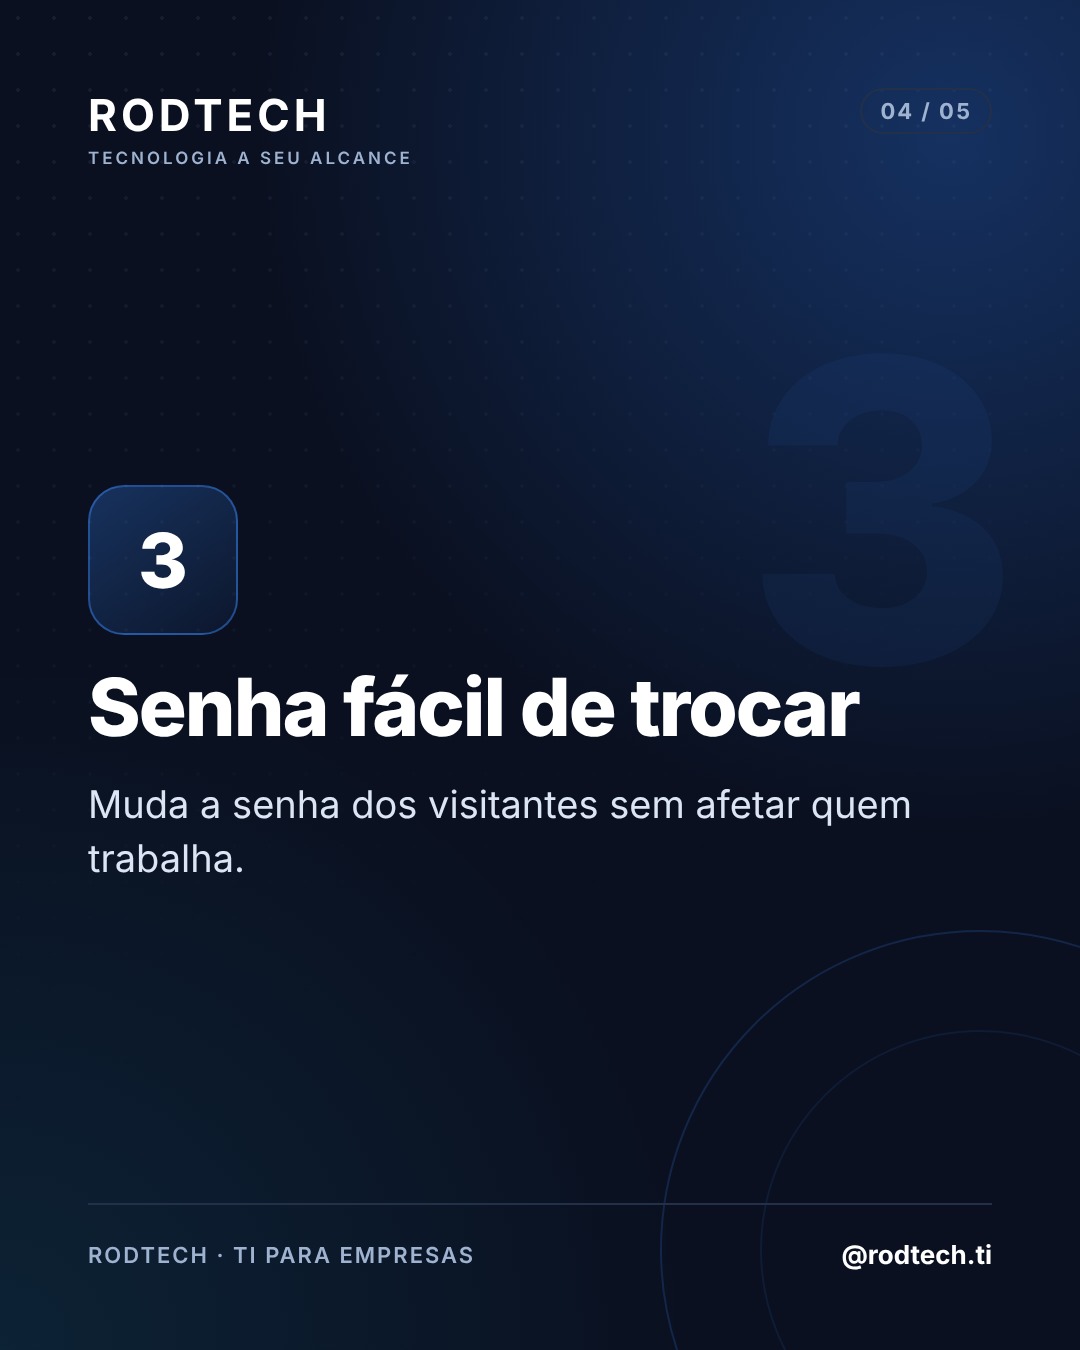 RODTECH
TECNOLOGIA A SEU ALCANCE
04 / 05
3
3
Senha fácil de trocar
Muda a senha dos visitantes sem afetar quem
trabalha.
RODTECH · TI PARA EMPRESAS
@rodtech.ti